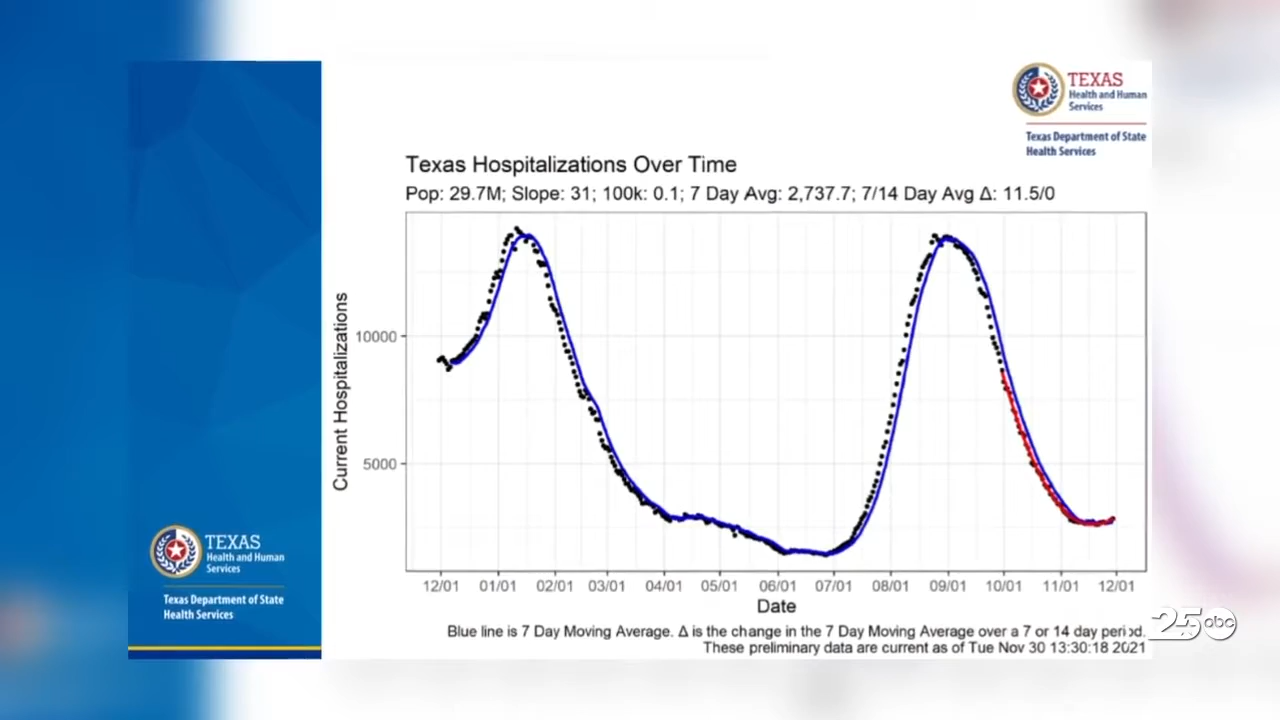 TEXAS
Health and Human
Services
Texas Department of State
Health Services
Texas Hospitalizations Over Time
Pop: 29.7M; Slope: 31; 100k: 0.1; 7 Day Avg: 2,737.7; 7/14 Day Avg Δ: 11.5/0
Current Hospitalizations
10000
5000
12/01 01/01 02/01 03/01 04/01 05/01 06/01 07/01 08/01 09/01 10/01 11/01 12/01
Date
Blue line is 7 Day Moving Average. Δ is the change in the 7 Day Moving Average over a 7 or 14 day period.
These preliminary data are current as of Tue Nov 30 13:30:18 2021
TEXAS
Health and Human
Services
Texas Department of State
Health Services
25 abc